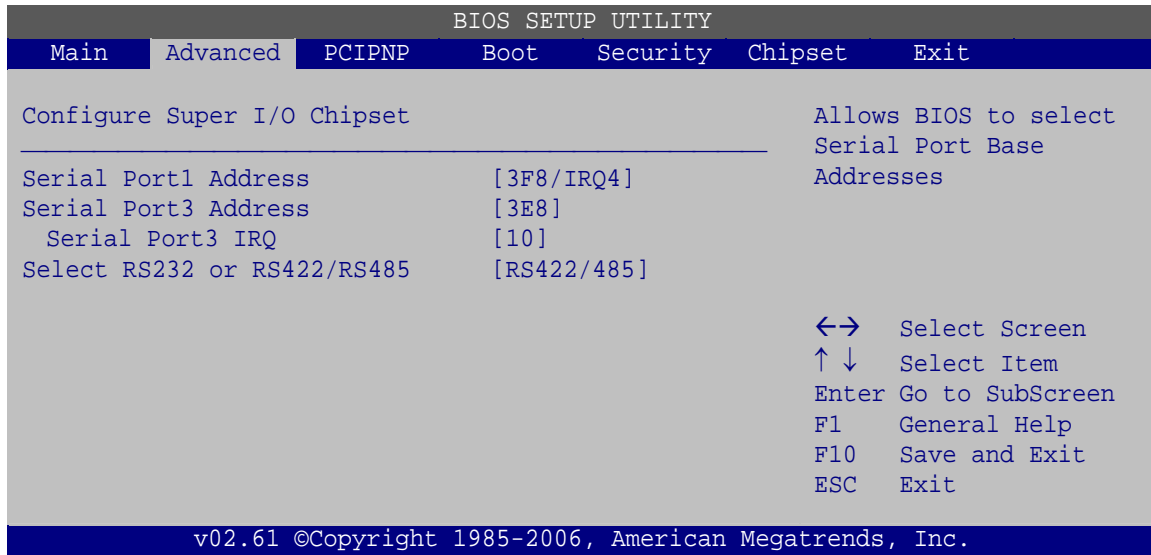 BIOS SETUP UTILITY
Main Advanced PCIPNP Boot Security Chipset Exit
Configure Super I/O Chipset
Serial Port1 Address [3F8/IRQ4]
Serial Port3 Address [3E8]
Serial Port3 IRQ [10]
Select RS232 or RS422/RS485 [RS422/485]
Allows BIOS to select
Serial Port Base
Addresses
←→ Select Screen
↑ ↓ Select Item
Enter Go to SubScreen
F1 General Help
F10 Save and Exit
ESC Exit
v02.61 ©Copyright 1985-2006, American Megatrends, Inc.